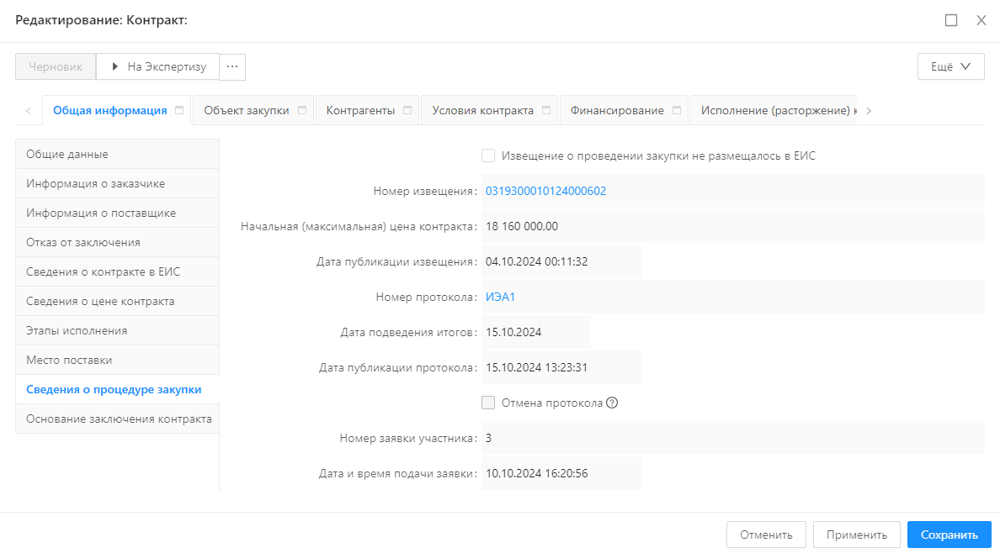 Редактирование: Контракт:
Черновик На Экспертизу ... Ещё
Общая информация Объект закупки Контрагенты Условия контракта Финансирование Исполнение (расторжение) к
Общие данные
Информация о заказчике
Информация о поставщике
Отказ от заключения
Сведения о контракте в ЕИС
Сведения о цене контракта
Этапы исполнения
Место поставки
Сведения о процедуре закупки
Основание заключения контракта
Извещение о проведении закупки не размещалось в ЕИС
Номер извещения: 0319300010124000602
Начальная (максимальная) цена контракта: 18 160 000,00
Дата публикации извещения: 04.10.2024 00:11:32
Номер протокола: ИЭА1
Дата подведения итогов: 15.10.2024
Дата публикации протокола: 15.10.2024 13:23:31
Отмена протокола ?
Номер заявки участника: 3
Дата и время подачи заявки: 10.10.2024 16:20:56
Отменить Применить Сохранить